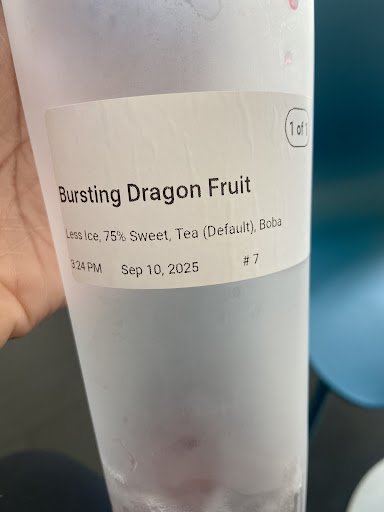 1 of 1
Bursting Dragon Fruit
Less Ice, 75% Sweet, Tea (Default), Boba
3:24 PM Sep 10, 2025 # 7